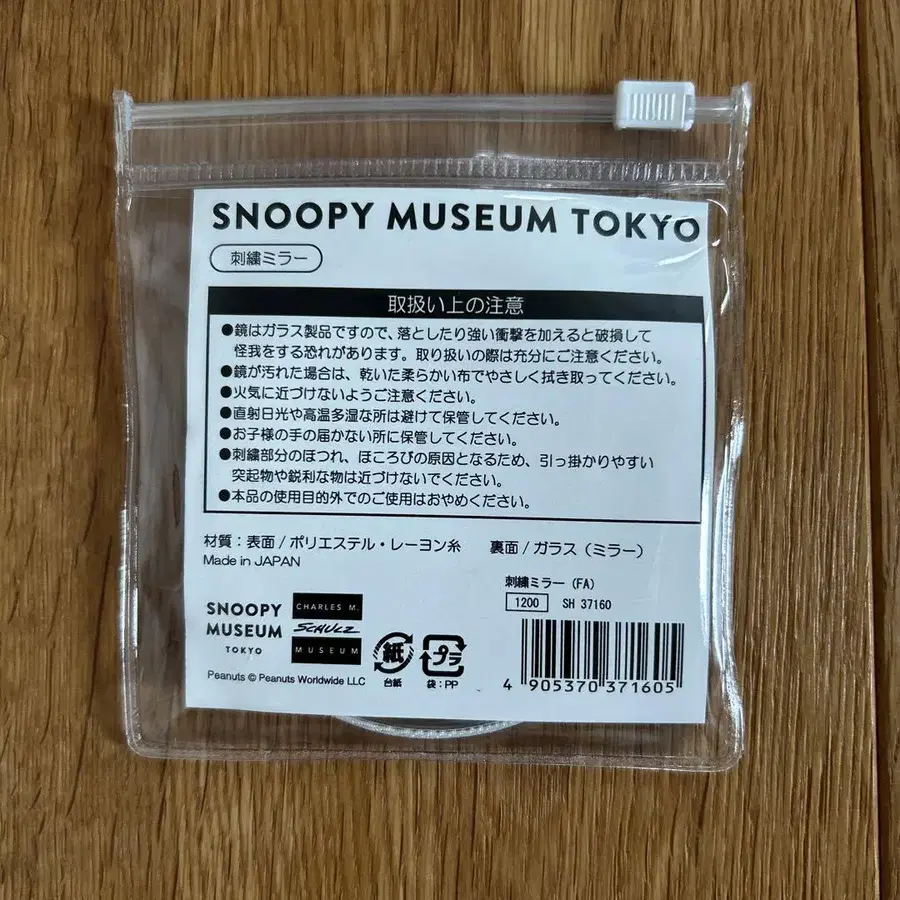 SNOOPY MUSEUM TOKYO
刺繍ミラー
取扱い上の注意
●鏡はガラス製品ですので、落としたり強い衝撃を加えると破損して
怪我をする恐れがあります。取り扱いの際は充分にご注意ください。
●鏡が汚れた場合は、乾いた柔らかい布でやさしく拭き取ってください。
●火気に近づけないようご注意ください。
●直射日光や高温多湿な所は避けて保管してください。
●お子様の手の届かない所に保管してください。
●刺繍部分のほつれ、ほころびの原因となるため、引っ掛かりやすい
突起物や鋭利な物は近づけないでください。
●本品の使用目的外でのご使用はおやめください。
材質：表面/ポリエステル・レーヨン糸 裏面/ガラス（ミラー）
Made in JAPAN
刺繍ミラー（FA）
1200 SH 37160
SNOOPY
MUSEUM
TOKYO
CHARLES M.
SCHULZ
MUSEUM
紙
台紙
プラ
袋：PP
Peanuts © Peanuts Worldwide LLC
4 905370 371605